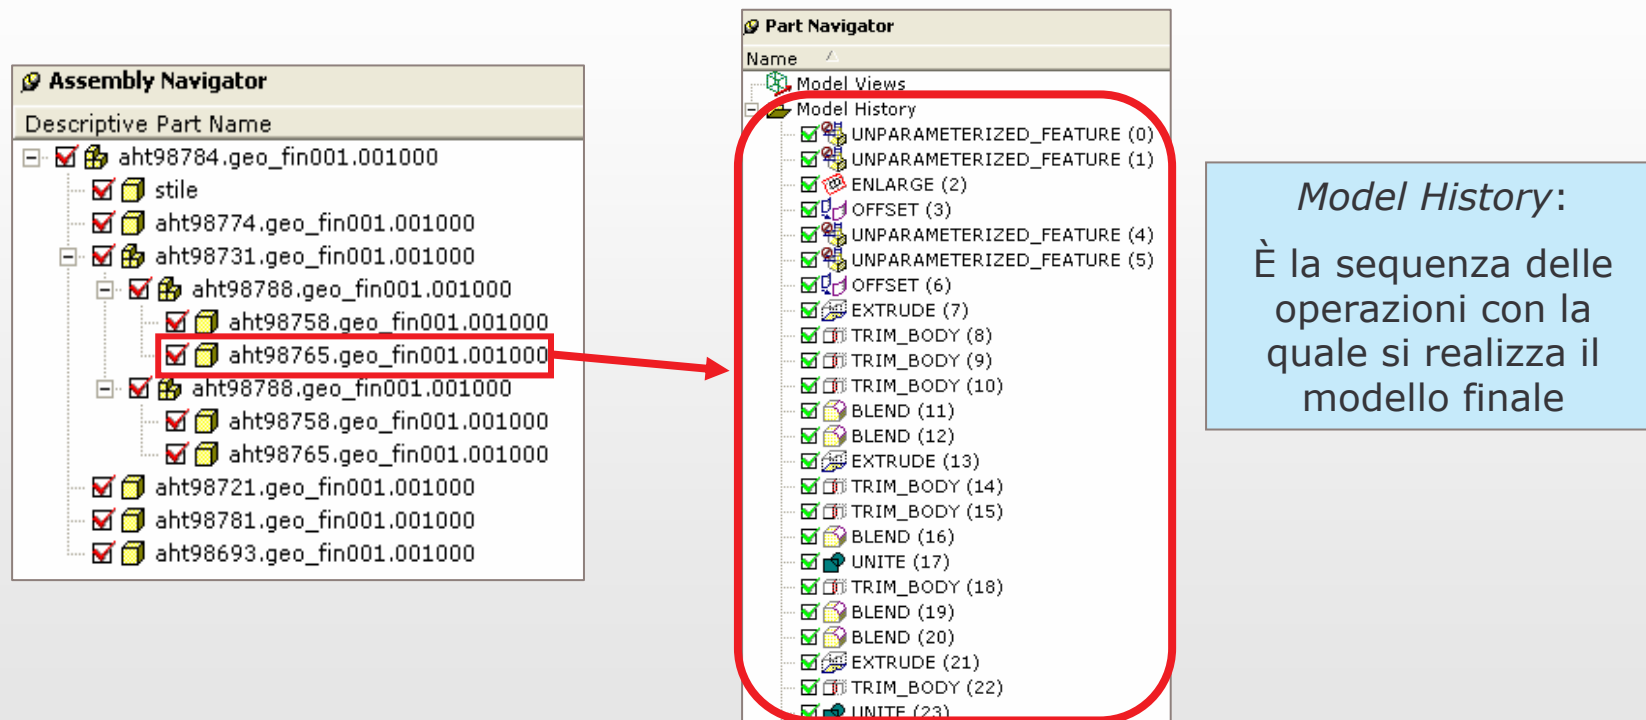 Assembly Navigator
Descriptive Part Name
aht98784.geo_fin001.001000
stile
aht98774.geo_fin001.001000
aht98731.geo_fin001.001000
aht98788.geo_fin001.001000
aht98758.geo_fin001.001000
aht98765.geo_fin001.001000
aht98788.geo_fin001.001000
aht98758.geo_fin001.001000
aht98765.geo_fin001.001000
aht98721.geo_fin001.001000
aht98781.geo_fin001.001000
aht98693.geo_fin001.001000
Part Navigator
Name
Model Views
Model History
UNPARAMETERIZED_FEATURE (0)
UNPARAMETERIZED_FEATURE (1)
ENLARGE (2)
OFFSET (3)
UNPARAMETERIZED_FEATURE (4)
UNPARAMETERIZED_FEATURE (5)
OFFSET (6)
EXTRUDE (7)
TRIM_BODY (8)
TRIM_BODY (9)
TRIM_BODY (10)
BLEND (11)
BLEND (12)
EXTRUDE (13)
TRIM_BODY (14)
TRIM_BODY (15)
BLEND (16)
UNITE (17)
TRIM_BODY (18)
BLEND (19)
BLEND (20)
EXTRUDE (21)
TRIM_BODY (22)
UNITE (23)
Model History:
È la sequenza delle
operazioni con la
quale si realizza il
modello finale